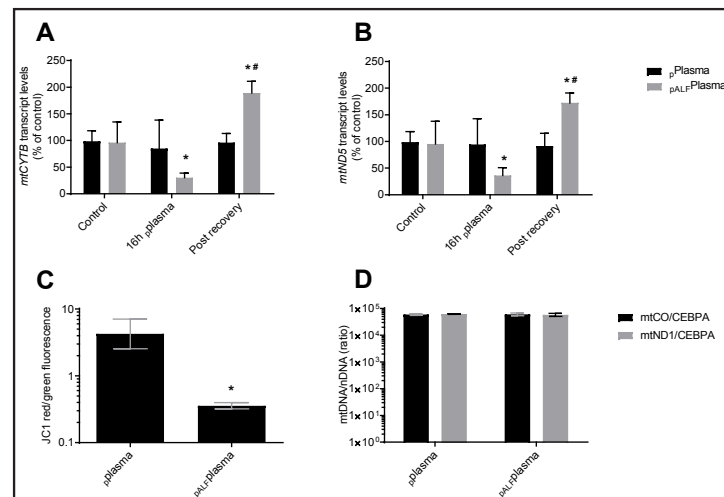 A
mtCYTB transcript levels
(% of control)
250
200
150
100
50
0
*
* #
Control
16h pplasma
Post recovery
B
mtND5 transcript levels
(% of control)
250
200
150
100
50
0
*
* #
Control
16h pplasma
Post recovery
pPlasma
pALFPlasma
C
JC1 red/green fluorescence
10
1
0.1
*
pplasma
pALFplasma
D
mtDNA/nDNA (ratio)
1×10⁵
1×10⁴
1×10³
1×10²
1×10¹
1×10⁰
pplasma
pALFplasma
mtCO/CEBPA
mtND1/CEBPA